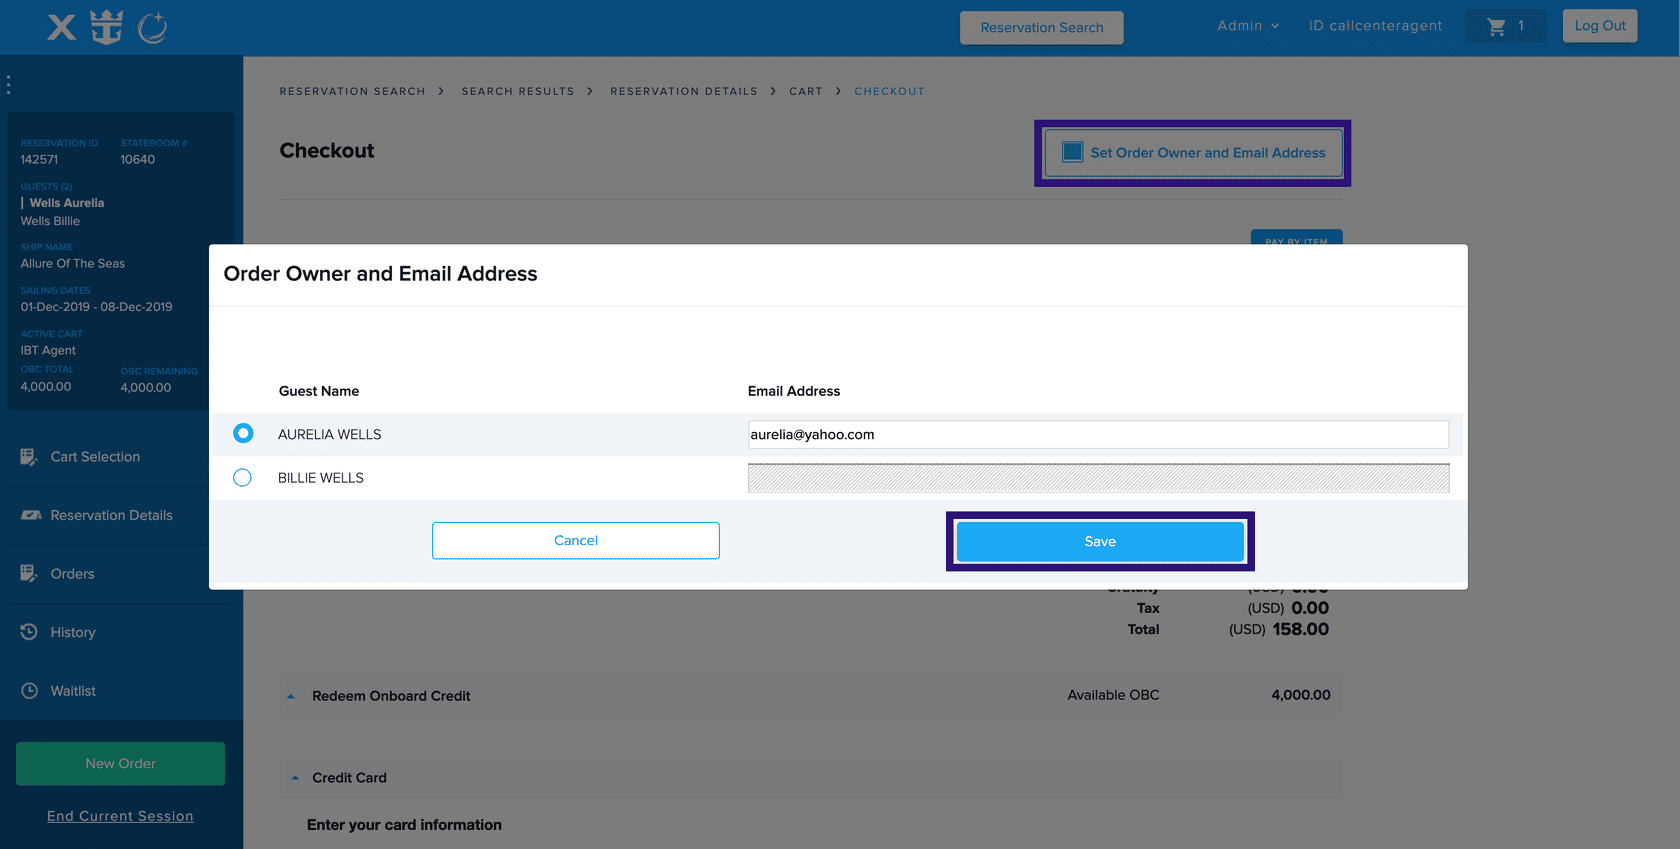 Reservation Search
Admin
ID callcenteragent
1
Log Out
RESERVATION SEARCH > SEARCH RESULTS > RESERVATION DETAILS > CART > CHECKOUT
RESERVATION ID STATEROOM #
142571 10640
GUESTS (2)
Wells Aurelia
Wells Billie
SHIP NAME
Allure Of The Seas
SAILING DATES
01-Dec-2019 - 08-Dec-2019
ACTIVE CART
IBT Agent
OBC TOTAL OBC REMAINING
4,000.00 4,000.00
Cart Selection
Reservation Details
Orders
History
Waitlist
New Order
End Current Session
Checkout
Set Order Owner and Email Address
PAY BY ITEM
Order Owner and Email Address
Guest Name Email Address
AURELIA WELLS aurelia@yahoo.com
BILLIE WELLS
Cancel Save
Gratuity (USD) 0.00
Tax (USD) 0.00
Total (USD) 158.00
Redeem Onboard Credit Available OBC 4,000.00
Credit Card
Enter your card information